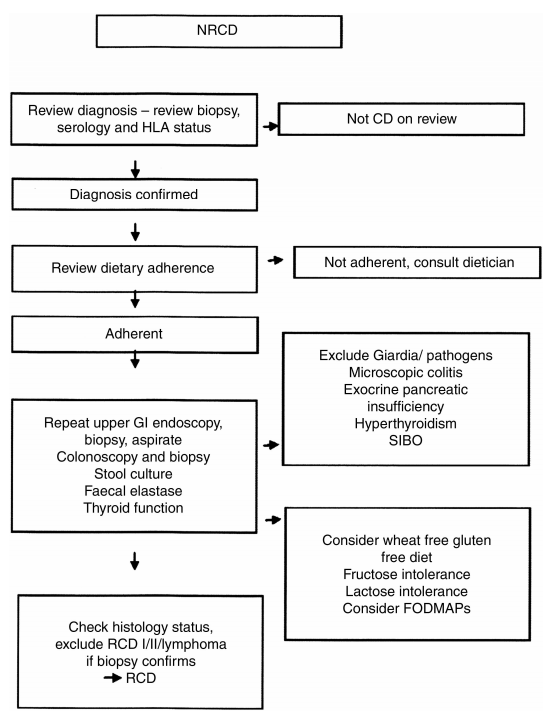 NRCD
Review diagnosis – review biopsy,
serology and HLA status
Not CD on review
Diagnosis confirmed
Review dietary adherence
Not adherent, consult dietician
Adherent
Exclude Giardia/ pathogens
Microscopic colitis
Exocrine pancreatic
insufficiency
Hyperthyroidism
SIBO
Repeat upper GI endoscopy,
biopsy, aspirate
Colonoscopy and biopsy
Stool culture
Faecal elastase
Thyroid function
Consider wheat free gluten
free diet
Fructose intolerance
Lactose intolerance
Consider FODMAPs
Check histology status,
exclude RCD I/II/lymphoma
if biopsy confirms
RCD